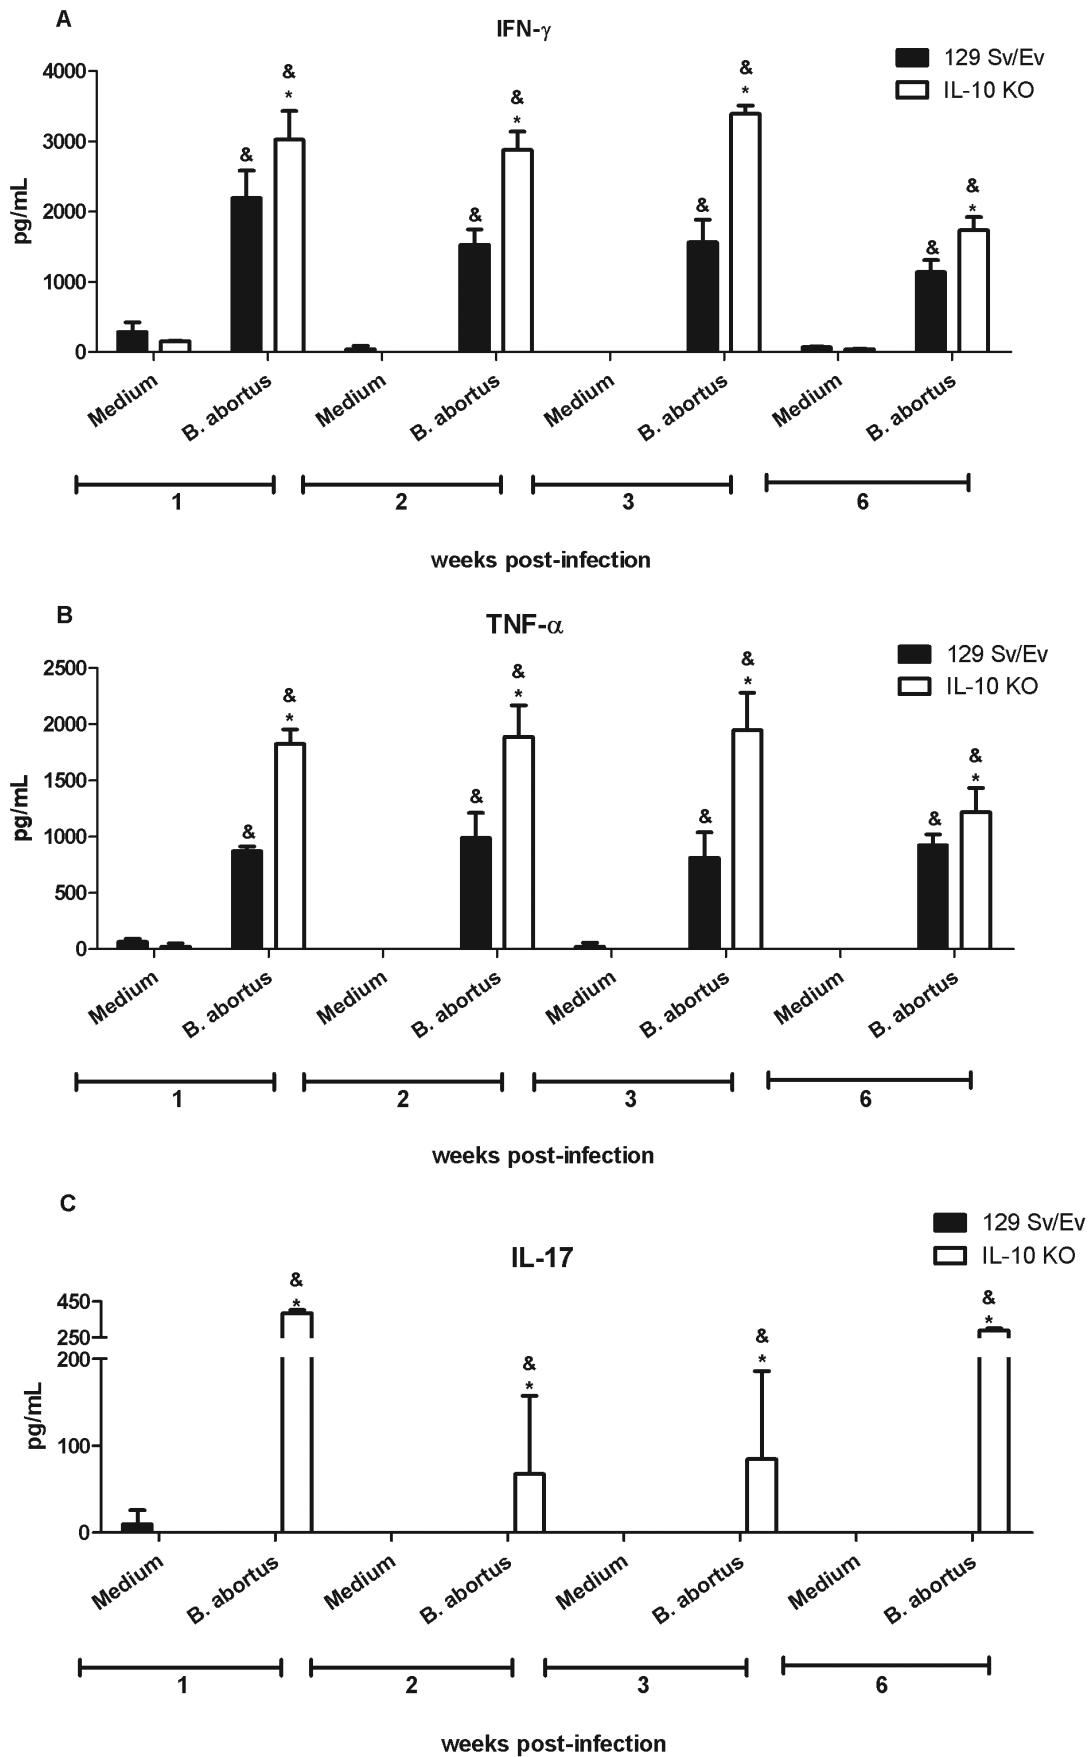 A
IFN-γ
129 Sv/Ev
IL-10 KO
4000
3000
2000
1000
0
pg/mL
& & & & & & & &
* * * *
Medium B. abortus Medium B. abortus Medium B. abortus Medium B. abortus
1 2 3 6
weeks post-infection
B
TNF-α
129 Sv/Ev
IL-10 KO
2500
2000
1500
1000
500
0
pg/mL
& & & & & & & &
* * * *
Medium B. abortus Medium B. abortus Medium B. abortus Medium B. abortus
1 2 3 6
weeks post-infection
C
129 Sv/Ev
IL-10 KO
IL-17
450
250
200
100
0
pg/mL
& & & &
* * * *
Medium B. abortus Medium B. abortus Medium B. abortus Medium B. abortus
1 2 3 6
weeks post-infection